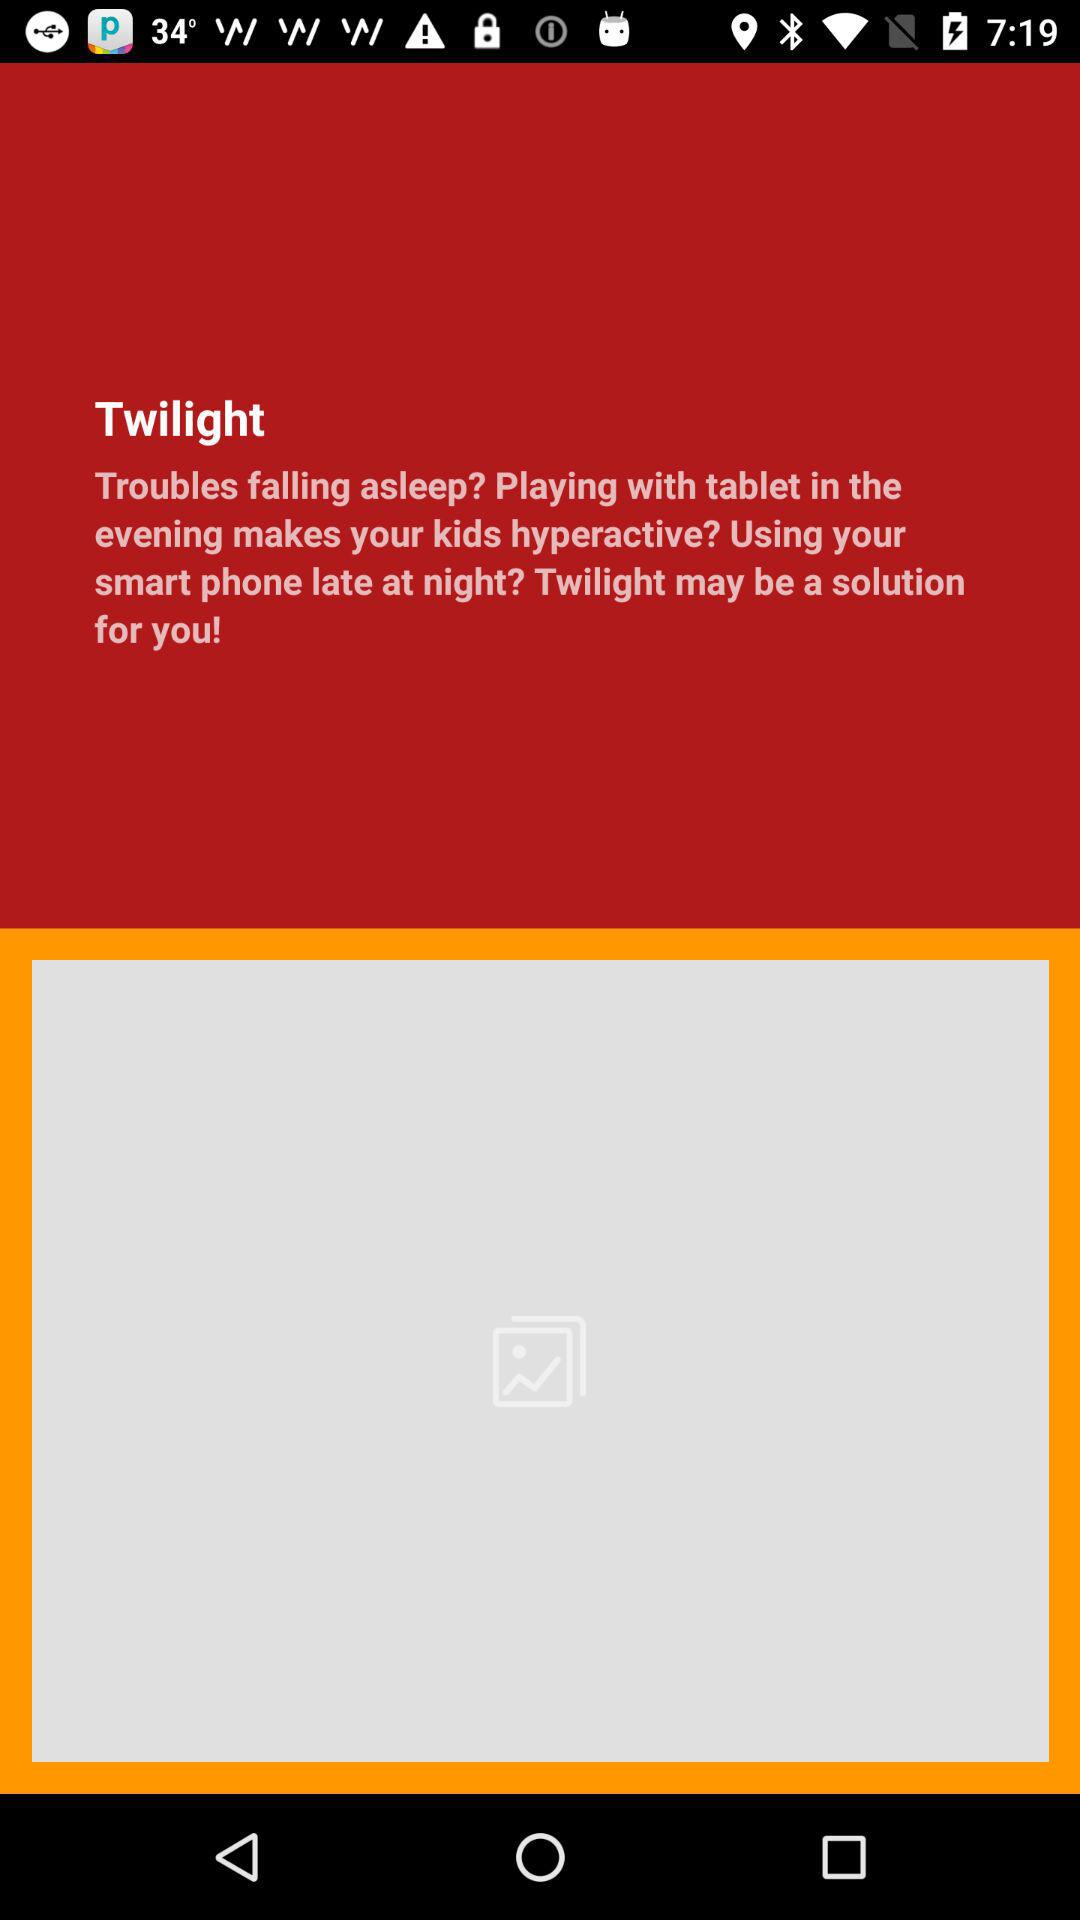 34° 7:19
Twilight
Troubles falling asleep? Playing with tablet in the
evening makes your kids hyperactive? Using your
smart phone late at night? Twilight may be a solution
for you!